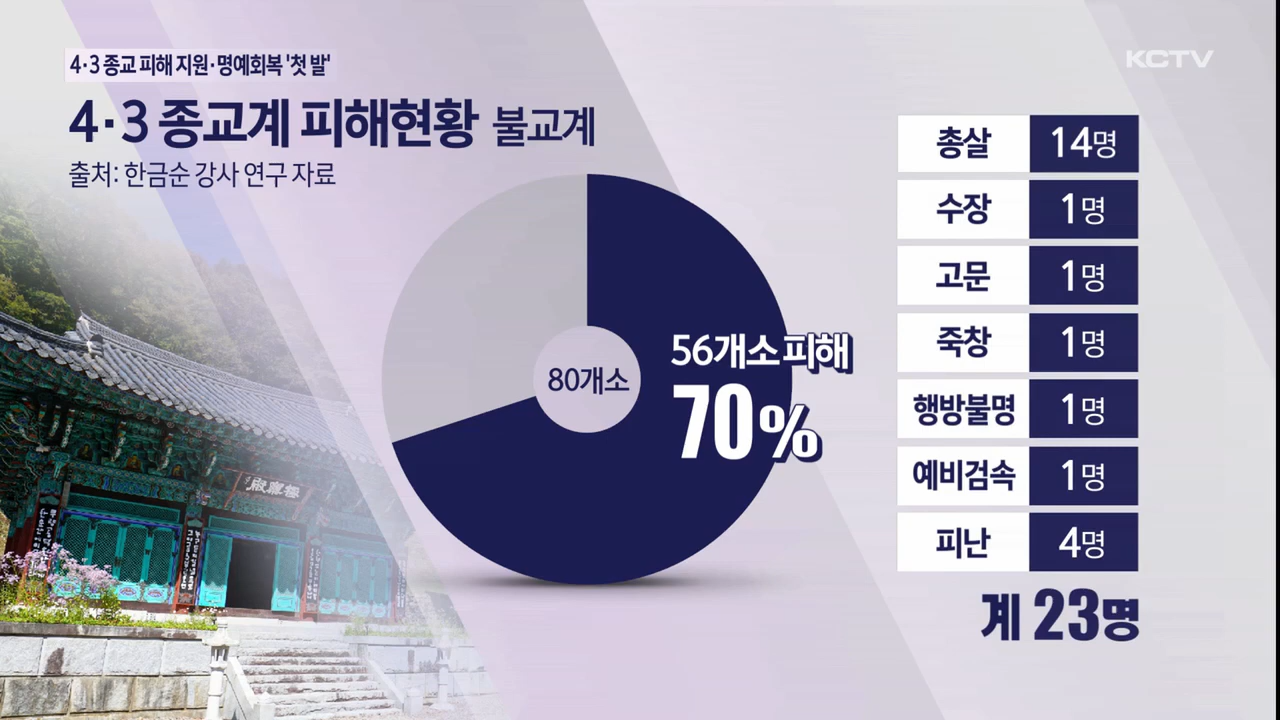 4·3 종교 피해 지원·명예회복 '첫 발'
KCTV
4·3 종교계 피해현황 불교계
출처: 한금순 강사 연구 자료
80개소
56개소 피해
70%
총살 14명
수장 1명
고문 1명
죽창 1명
행방불명 1명
예비검속 1명
피난 4명
계 23명